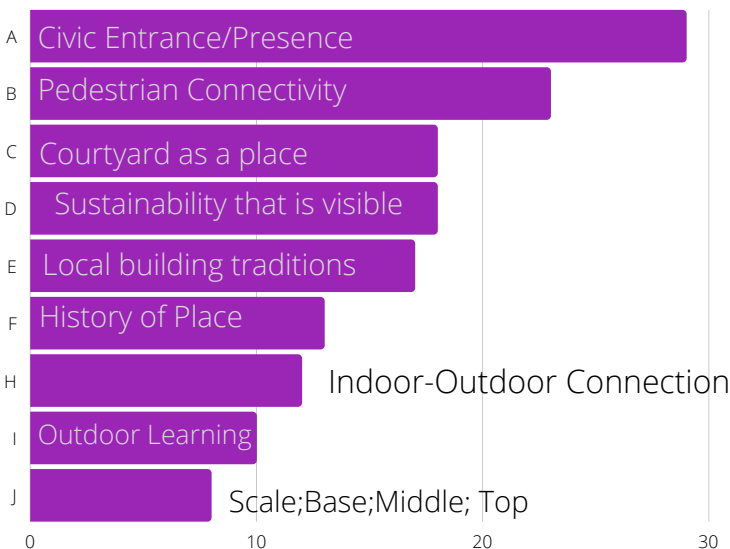 A Civic Entrance/Presence
B Pedestrian Connectivity
C Courtyard as a place
D Sustainability that is visible
E Local building traditions
F History of Place
H Indoor-Outdoor Connection
I Outdoor Learning
J Scale;Base;Middle; Top
0 10 20 30